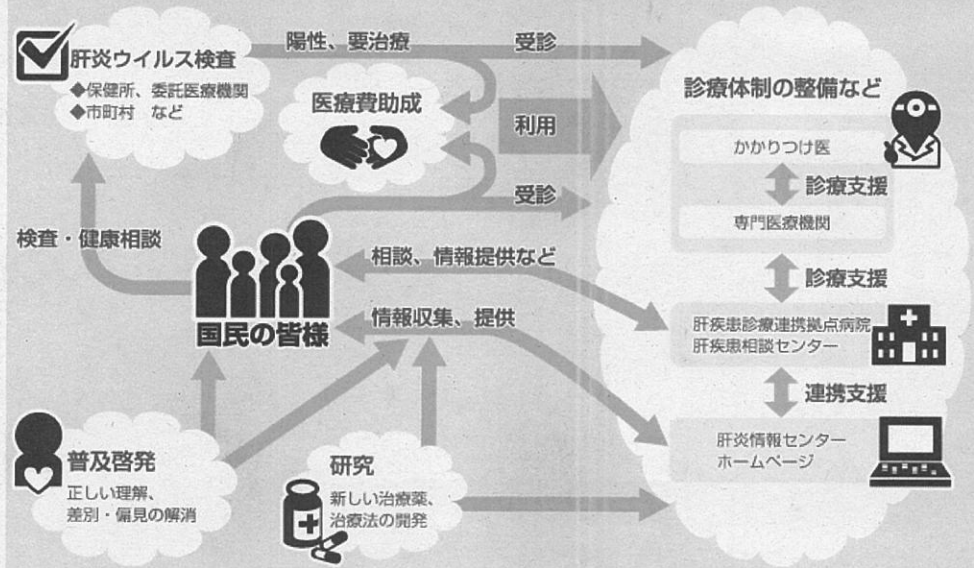 肝炎ウイルス検査
◆保健所、委託医療機関
◆市町村 など
陽性、要治療
受診
医療費助成
利用
診療体制の整備など
かかりつけ医
診療支援
専門医療機関
受診
検査・健康相談
相談、情報提供など
診療支援
国民の皆様
情報収集、提供
肝疾患診療連携拠点病院
肝疾患相談センター
連携支援
肝炎情報センター
ホームページ
普及啓発
正しい理解、
差別・偏見の解消
研究
新しい治療薬、
治療法の開発